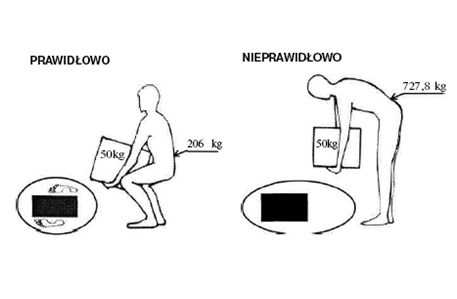 PRAWIDŁOWO
50kg
206 kg
NIEPRAWIDŁOWO
727,8 kg
50kg